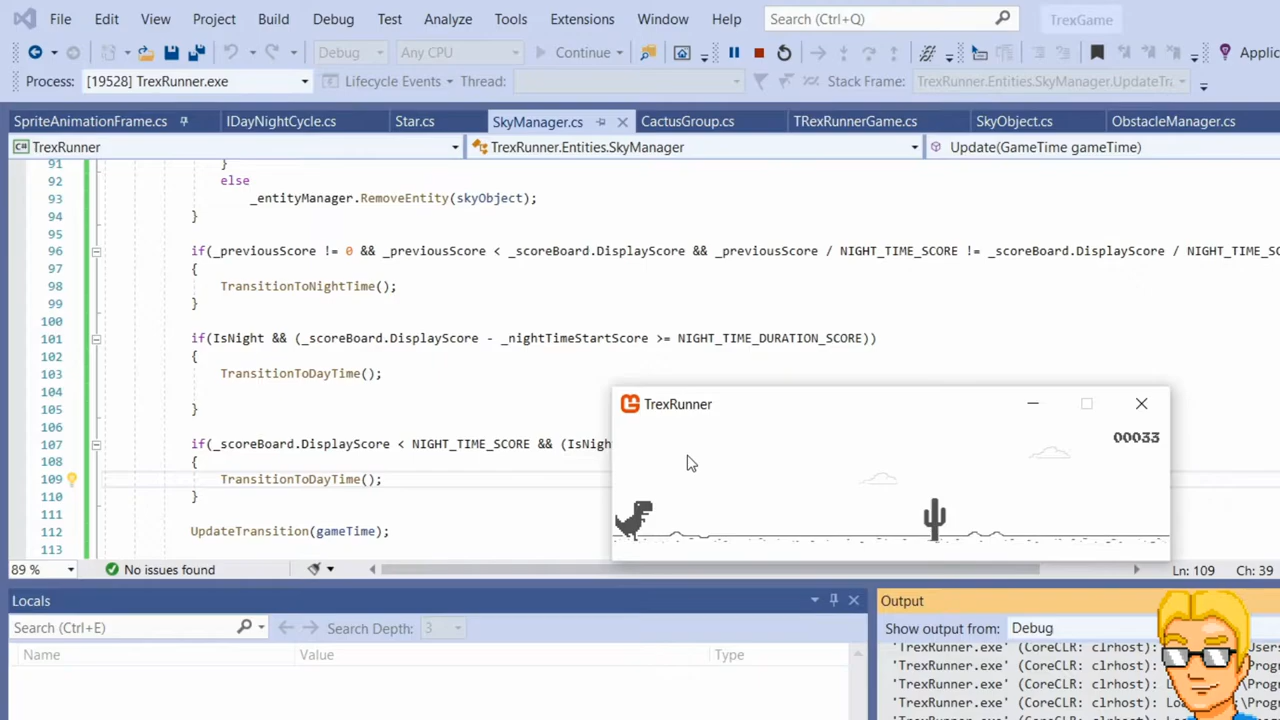 File Edit View Project Build Debug Test Analyze Tools Extensions Window Help Search (Ctrl+Q) TrexGame
Debug Any CPU Continue Applic
Process: [19528] TrexRunner.exe Lifecycle Events Thread: Stack Frame: TrexRunner.Entities.SkyManager.UpdateTra
SpriteAnimationFrame.cs IDayNightCycle.cs Star.cs SkyManager.cs CactusGroup.cs TRexRunnerGame.cs SkyObject.cs ObstacleManager.cs
C# TrexRunner TrexRunner.Entities.SkyManager Update(GameTime gameTime)
91 }
92 else
93 _entityManager.RemoveEntity(skyObject);
94 }
95
96 if(_previousScore != 0 && _previousScore < _scoreBoard.DisplayScore && _previousScore / NIGHT_TIME_SCORE != _scoreBoard.DisplayScore / NIGHT_TIME_SC
97 {
98 TransitionToNightTime();
99 }
100
101 if(IsNight && (_scoreBoard.DisplayScore - _nightTimeStartScore >= NIGHT_TIME_DURATION_SCORE))
102 {
103 TransitionToDayTime();
104
105 }
106
107 if(_scoreBoard.DisplayScore < NIGHT_TIME_SCORE && (IsNigh
108 {
109 TransitionToDayTime();
110 }
111
112 UpdateTransition(gameTime);
113
TrexRunner
00033
89 % No issues found Ln: 109 Ch: 39
Locals
Search (Ctrl+E) Search Depth: 3
Name Value Type
Output
Show output from: Debug
'TrexRunner.exe' (CoreCLR: clrhost): Users
'TrexRunner.exe' (CoreCLR: clrhost): \Prog
'TrexRunner.exe' (CoreCLR: clrhost): L \Prog
'TrexRunner.exe' (CoreCLR: clrhost): Loa \Prog